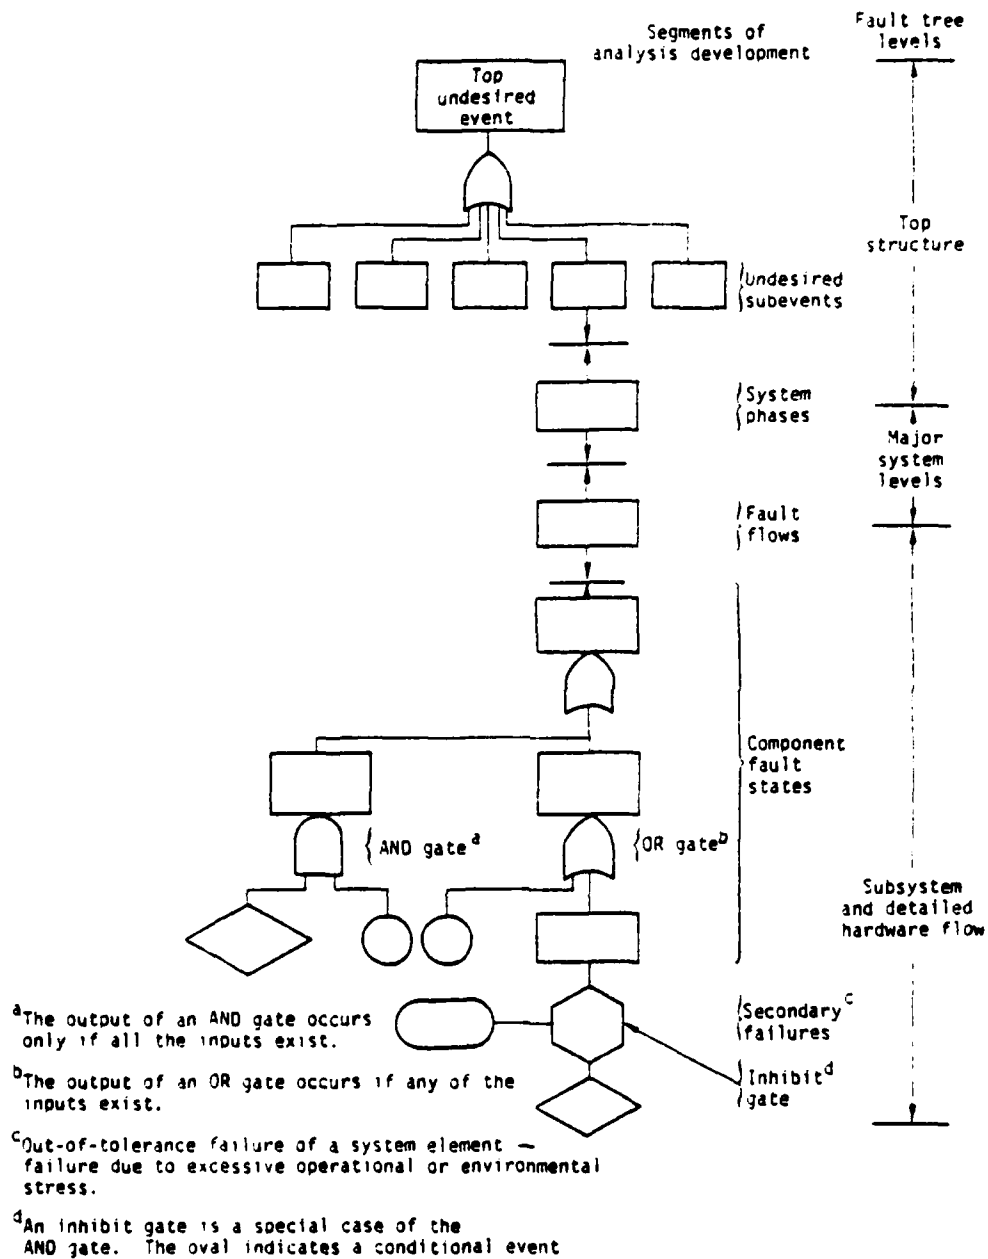 Segments of
analysis development
Fault tree
levels
Top
undesired
event
Top
structure
Undesired
subevents
System
phases
Major
system
levels
Fault
flows
Component
fault
states
AND gate^a
OR gate^b
Subsystem
and detailed
hardware flow
Secondary^c
failures
Inhibit^d
gate
^aThe output of an AND gate occurs
only if all the inputs exist.
^bThe output of an OR gate occurs if any of the
inputs exist.
^cOut-of-tolerance failure of a system element —
failure due to excessive operational or environmental
stress.
^dAn inhibit gate is a special case of the
AND gate. The oval indicates a conditional event